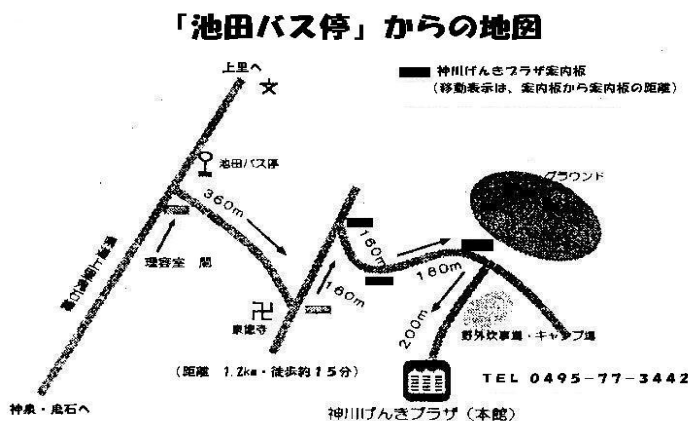 「池田バス停」からの地図
上里へ
神川げんきプラザ案内板
(移動表示は、案内板から案内板の距離)
池田バス停
グラウンド
360m
理容室 関
160m
160m
160m
200m
野外炊事場・キャンプ場
(距離 1.2km・徒歩約15分)
TEL 0495-77-3442
神泉・鬼石へ
神川げんきプラザ(本館)